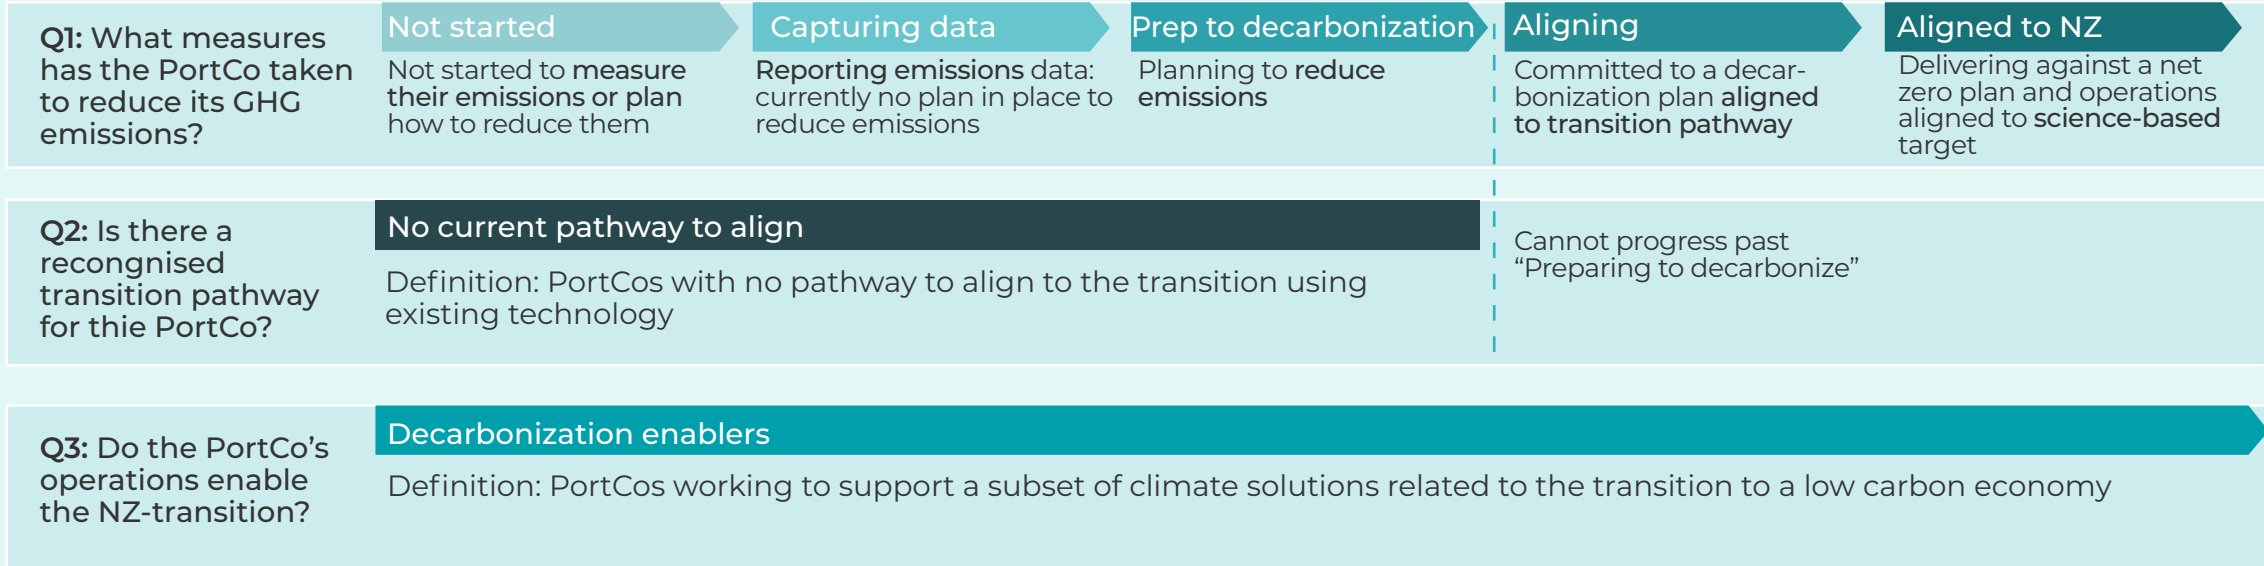 Q1: What measures
has the PortCo taken
to reduce its GHG
emissions?
Not started
Not started to measure
their emissions or plan
how to reduce them
Capturing data
Reporting emissions data:
currently no plan in place to
reduce emissions
Prep to decarbonization
Planning to reduce
emissions
Aligning
Committed to a decar-
bonization plan aligned
to transition pathway
Aligned to NZ
Delivering against a net
zero plan and operations
aligned to science-based
target
Q2: Is there a
recongnised
transition pathway
for thie PortCo?
No current pathway to align
Definition: PortCos with no pathway to align to the transition using
existing technology
Cannot progress past
“Preparing to decarbonize”
Q3: Do the PortCo’s
operations enable
the NZ-transition?
Decarbonization enablers
Definition: PortCos working to support a subset of climate solutions related to the transition to a low carbon economy